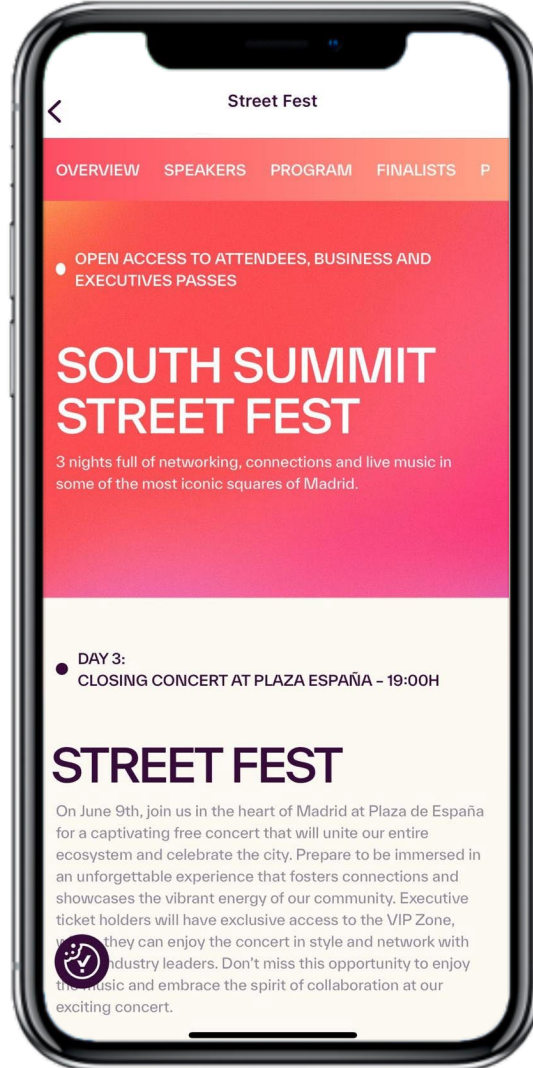 Street Fest
OVERVIEW SPEAKERS PROGRAM FINALISTS P
OPEN ACCESS TO ATTENDEES, BUSINESS AND
EXECUTIVES PASSES
SOUTH SUMMIT
STREET FEST
3 nights full of networking, connections and live music in
some of the most iconic squares of Madrid.
DAY 3:
CLOSING CONCERT AT PLAZA ESPAÑA – 19:00H
STREET FEST
On June 9th, join us in the heart of Madrid at Plaza de España
for a captivating free concert that will unite our entire
ecosystem and celebrate the city. Prepare to be immersed in
an unforgettable experience that fosters connections and
showcases the vibrant energy of our community. Executive
ticket holders will have exclusive access to the VIP Zone,
they can enjoy the concert in style and network with
industry leaders. Don't miss this opportunity to enjoy
the music and embrace the spirit of collaboration at our
exciting concert.